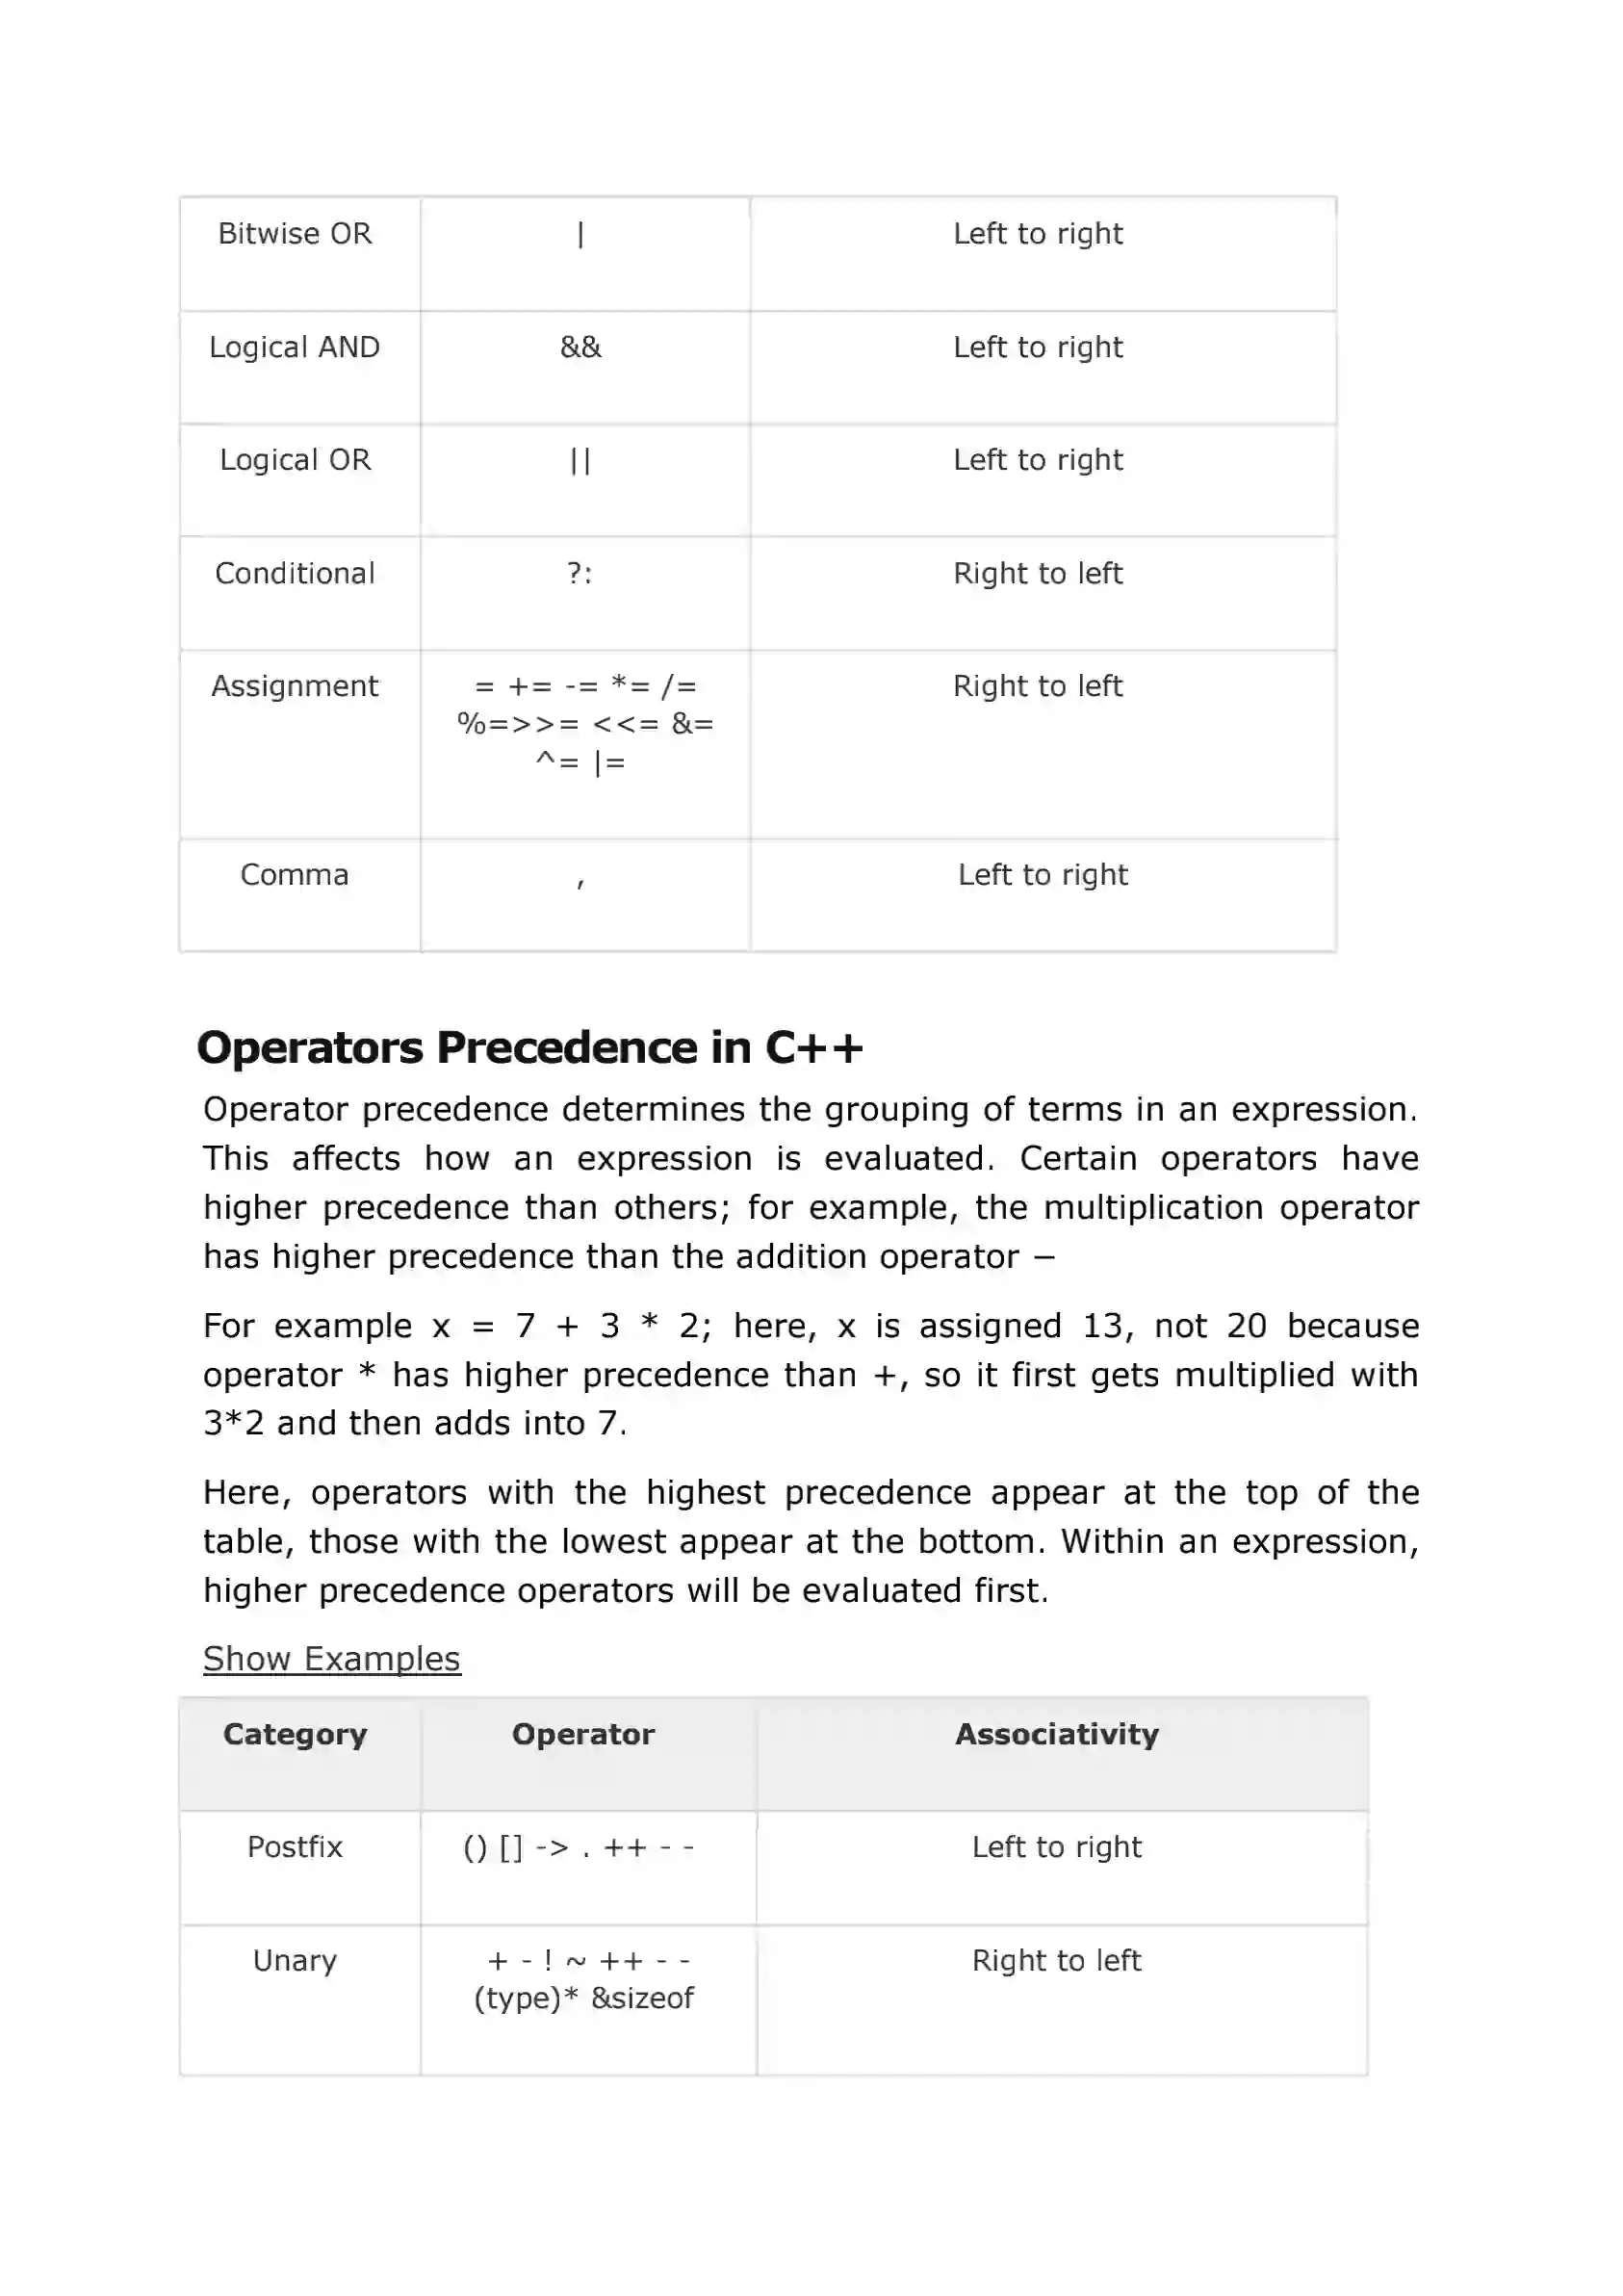 Bitwise OR | Left to right
Logical AND && Left to right
Logical OR || Left to right
Conditional ?: Right to left
Assignment = += -= *= /= Right to left
%=>>= <<= &=
^= |=
Comma , Left to right
Operators Precedence in C++
Operator precedence determines the grouping of terms in an expression.
This affects how an expression is evaluated. Certain operators have
higher precedence than others; for example, the multiplication operator
has higher precedence than the addition operator −
For example x = 7 + 3 * 2; here, x is assigned 13, not 20 because
operator * has higher precedence than +, so it first gets multiplied with
3*2 and then adds into 7.
Here, operators with the highest precedence appear at the top of the
table, those with the lowest appear at the bottom. Within an expression,
higher precedence operators will be evaluated first.
Show Examples
Category Operator Associativity
Postfix () [] -> . ++ - - Left to right
Unary + - ! ~ ++ - - Right to left
(type)* &sizeof